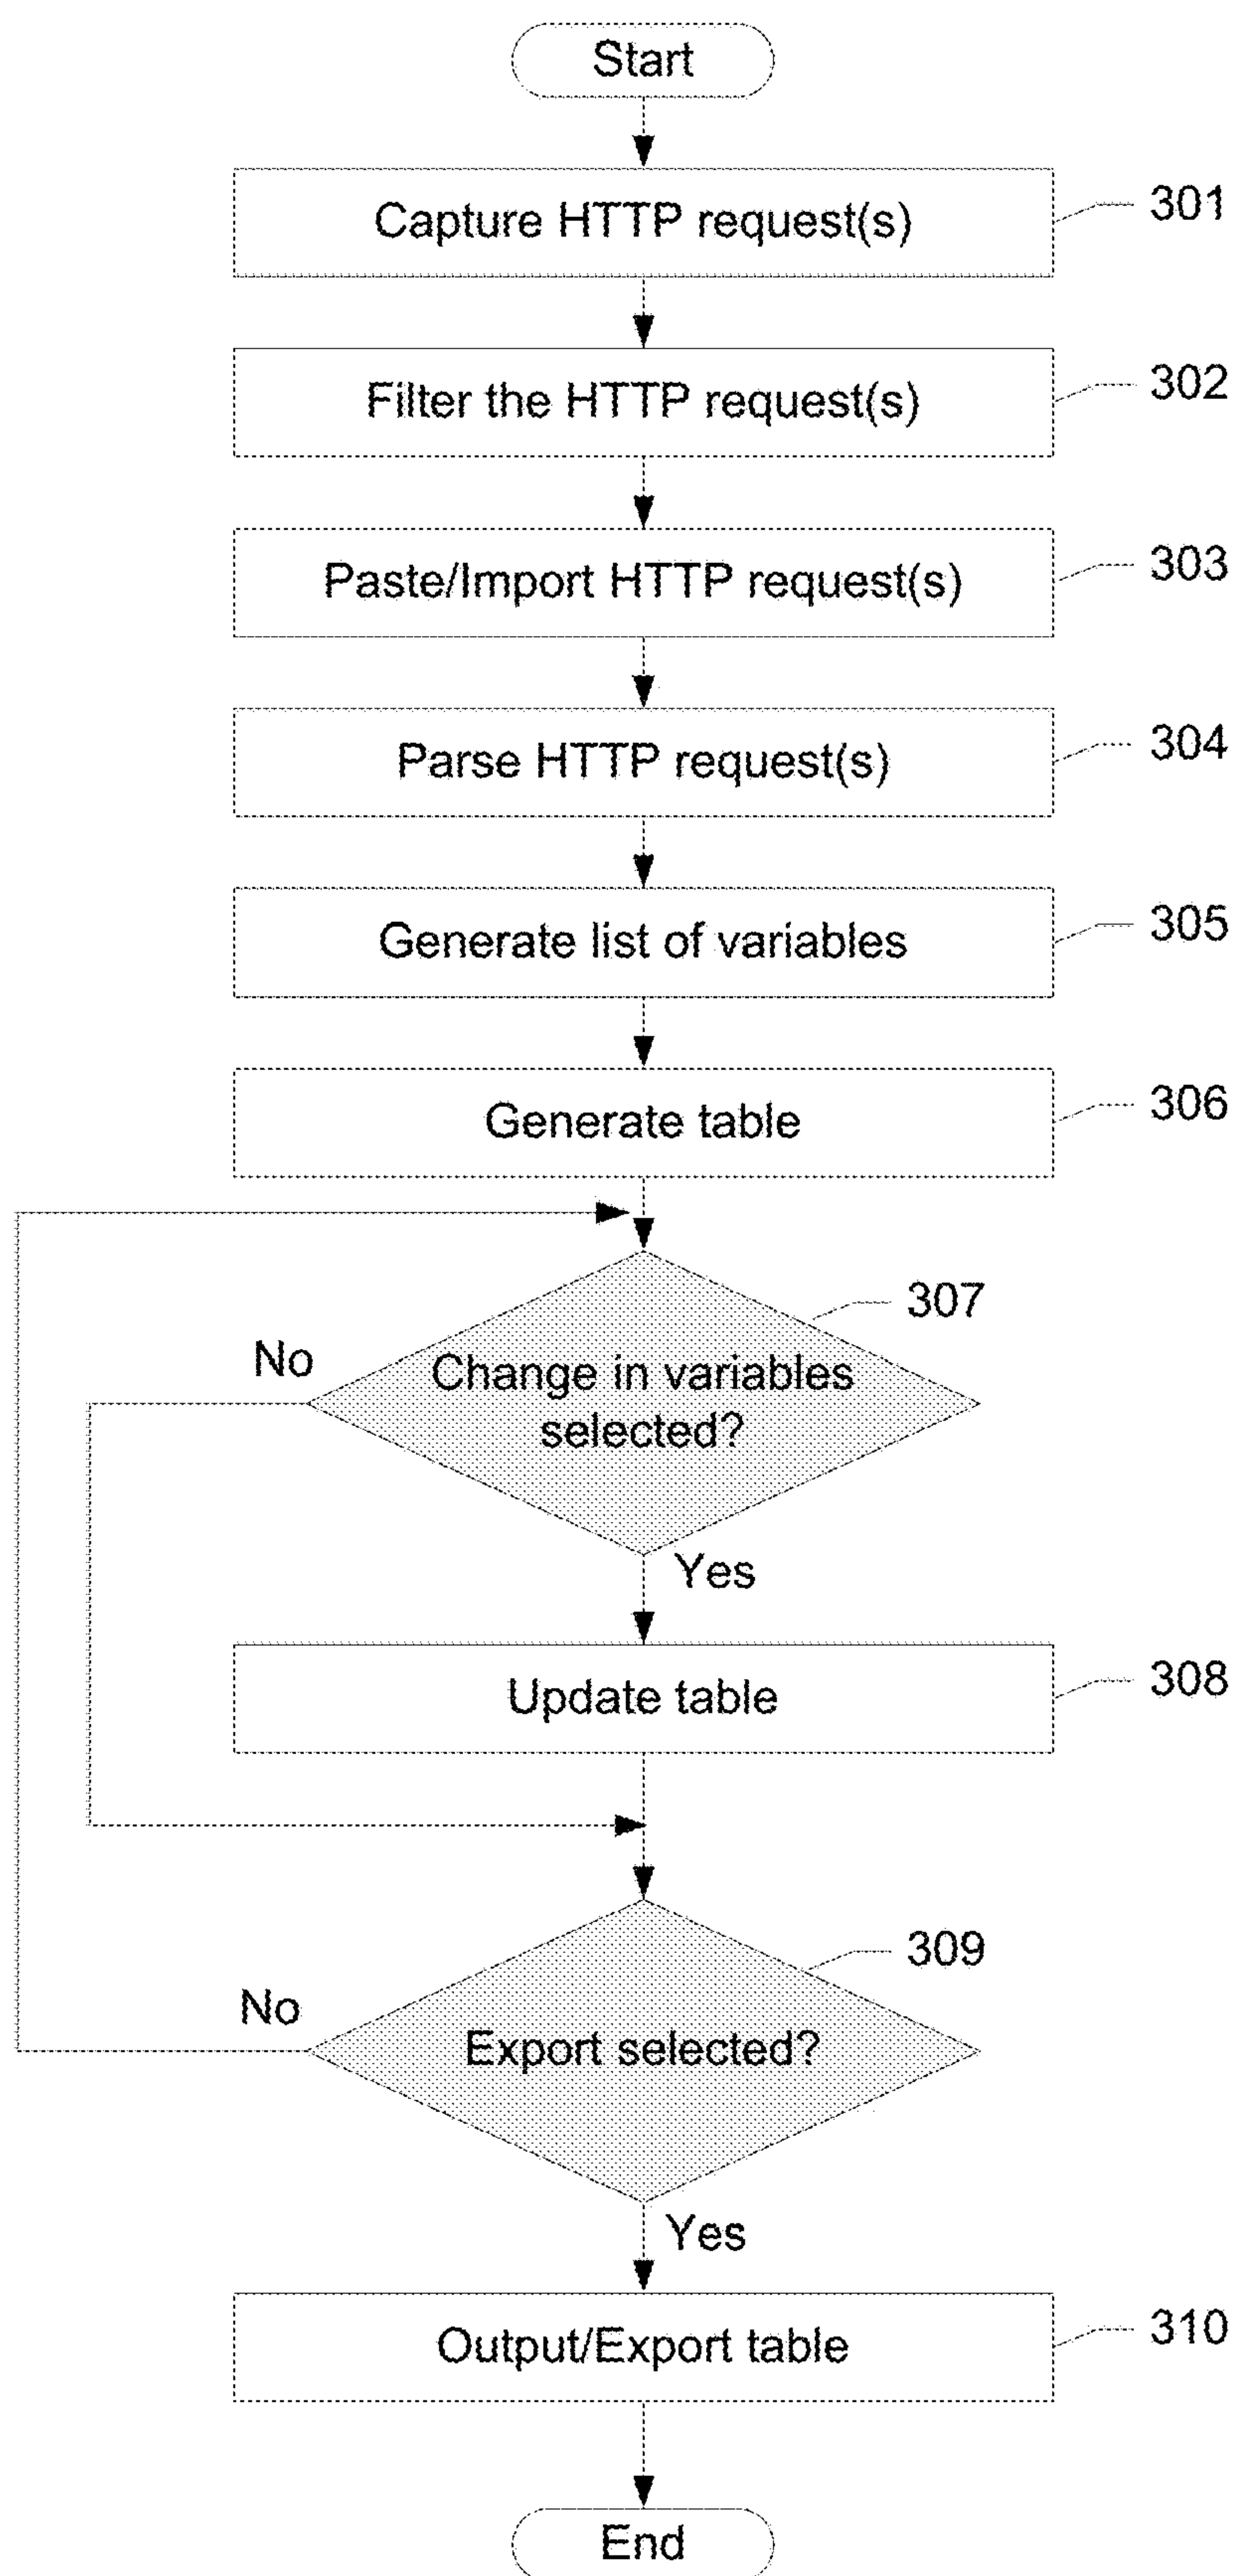 Start
Capture HTTP request(s)
301
Filter the HTTP request(s)
302
Paste/Import HTTP request(s)
303
Parse HTTP request(s)
304
Generate list of variables
305
Generate table
306
307
No
Change in variables
selected?
Yes
Update table
308
309
No
Export selected?
Yes
Output/Export table
310
End